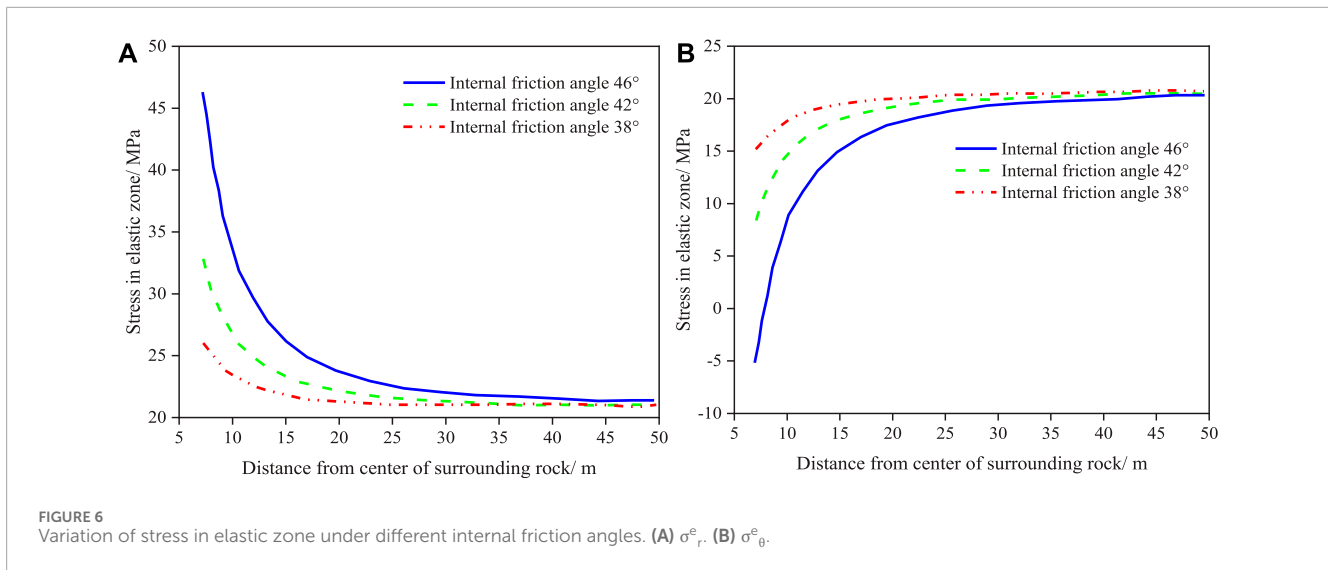 A
50
45
40
35
30
25
20
Stress in elastic zone/ MPa
Internal friction angle 46°
Internal friction angle 42°
Internal friction angle 38°
5 10 15 20 25 30 35 40 45 50
Distance from center of surrounding rock/ m
B
25
20
15
10
5
0
-5
-10
Stress in elastic zone/ MPa
Internal friction angle 46°
Internal friction angle 42°
Internal friction angle 38°
5 10 15 20 25 30 35 40 45 50
Distance from center of surrounding rock/ m
FIGURE 6
Variation of stress in elastic zone under different internal friction angles. (A) σᵉᵣ. (B) σᵉ_θ.